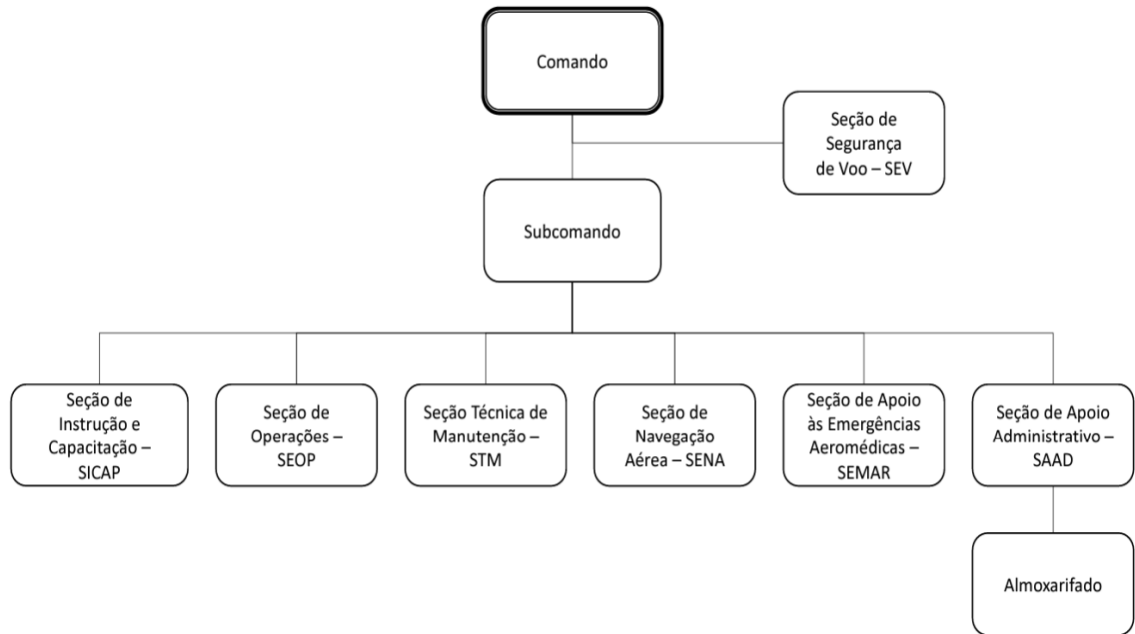 Comando
Seção de
Segurança
de Voo – SEV
Subcomando
Seção de
Instrução e
Capacitação –
SICAP
Seção de
Operações –
SEOP
Seção Técnica de
Manutenção –
STM
Seção de
Navegação
Aérea – SENA
Seção de Apoio
às Emergências
Aeromédicas –
SEMAR
Seção de Apoio
Administrativo –
SAAD
Almoxarifado